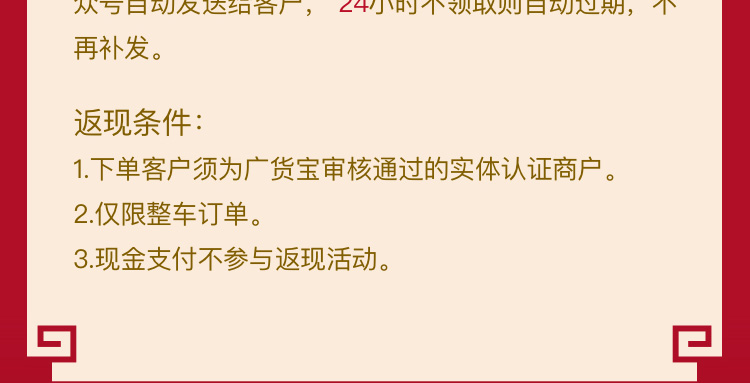 众号自动发送给客户，24小时不领取则自动过期，不
再补发。
返现条件：
1.下单客户须为广货宝审核通过的实体认证商户。
2.仅限整车订单。
3.现金支付不参与返现活动。